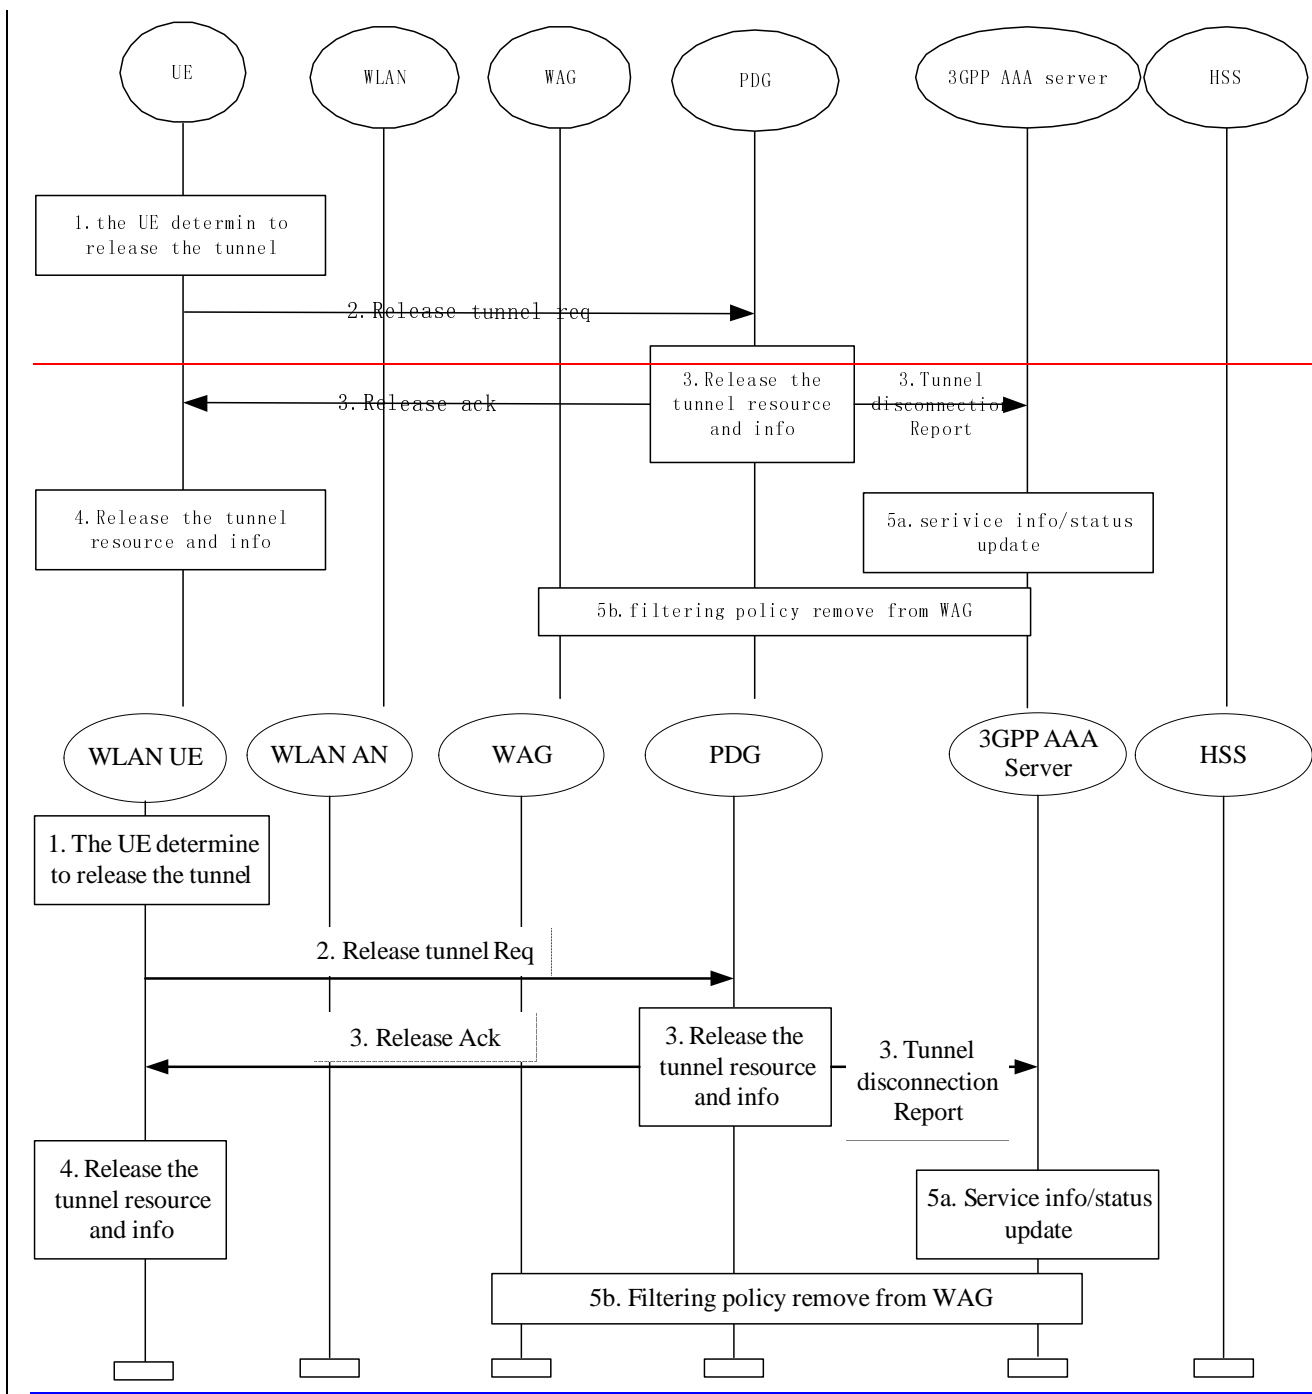 UE
WLAN
WAG
PDG
3GPP AAA server
HSS
1. the UE determin to
release the tunnel
2. Release tunnel req
3. Release the
tunnel resource
and info
3. Release ack
3. Tunnel
disconnection
Report
4. Release the tunnel
resource and info
5a. serivice info/status
update
5b. filtering policy remove from WAG
WLAN UE
WLAN AN
WAG
PDG
3GPP AAA
Server
HSS
1. The UE determine
to release the tunnel
2. Release tunnel Req
3. Release Ack
3. Release the
tunnel resource
and info
3. Tunnel
disconnection
Report
4. Release the
tunnel resource
and info
5a. Service info/status
update
5b. Filtering policy remove from WAG